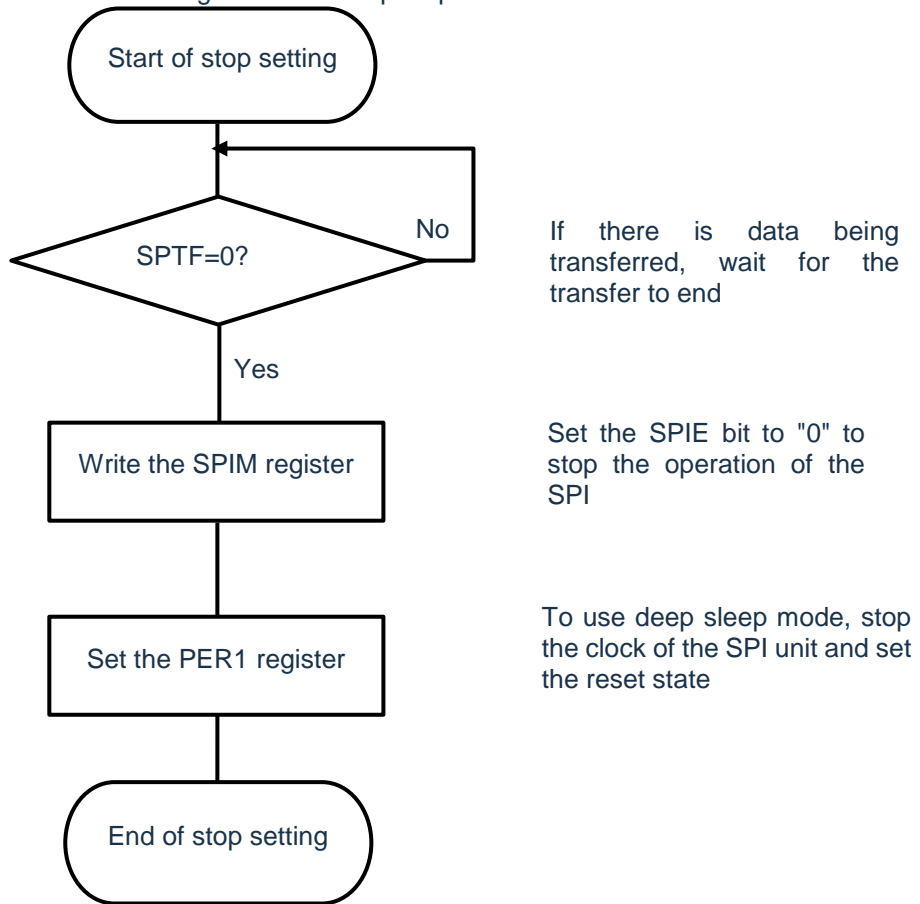 Start of stop setting
No
SPTF=0?
If there is data being
transferred, wait for the
transfer to end
Yes
Write the SPIM register
Set the SPIE bit to "0" to
stop the operation of the
SPI
Set the PER1 register
To use deep sleep mode, stop
the clock of the SPI unit and set
the reset state
End of stop setting